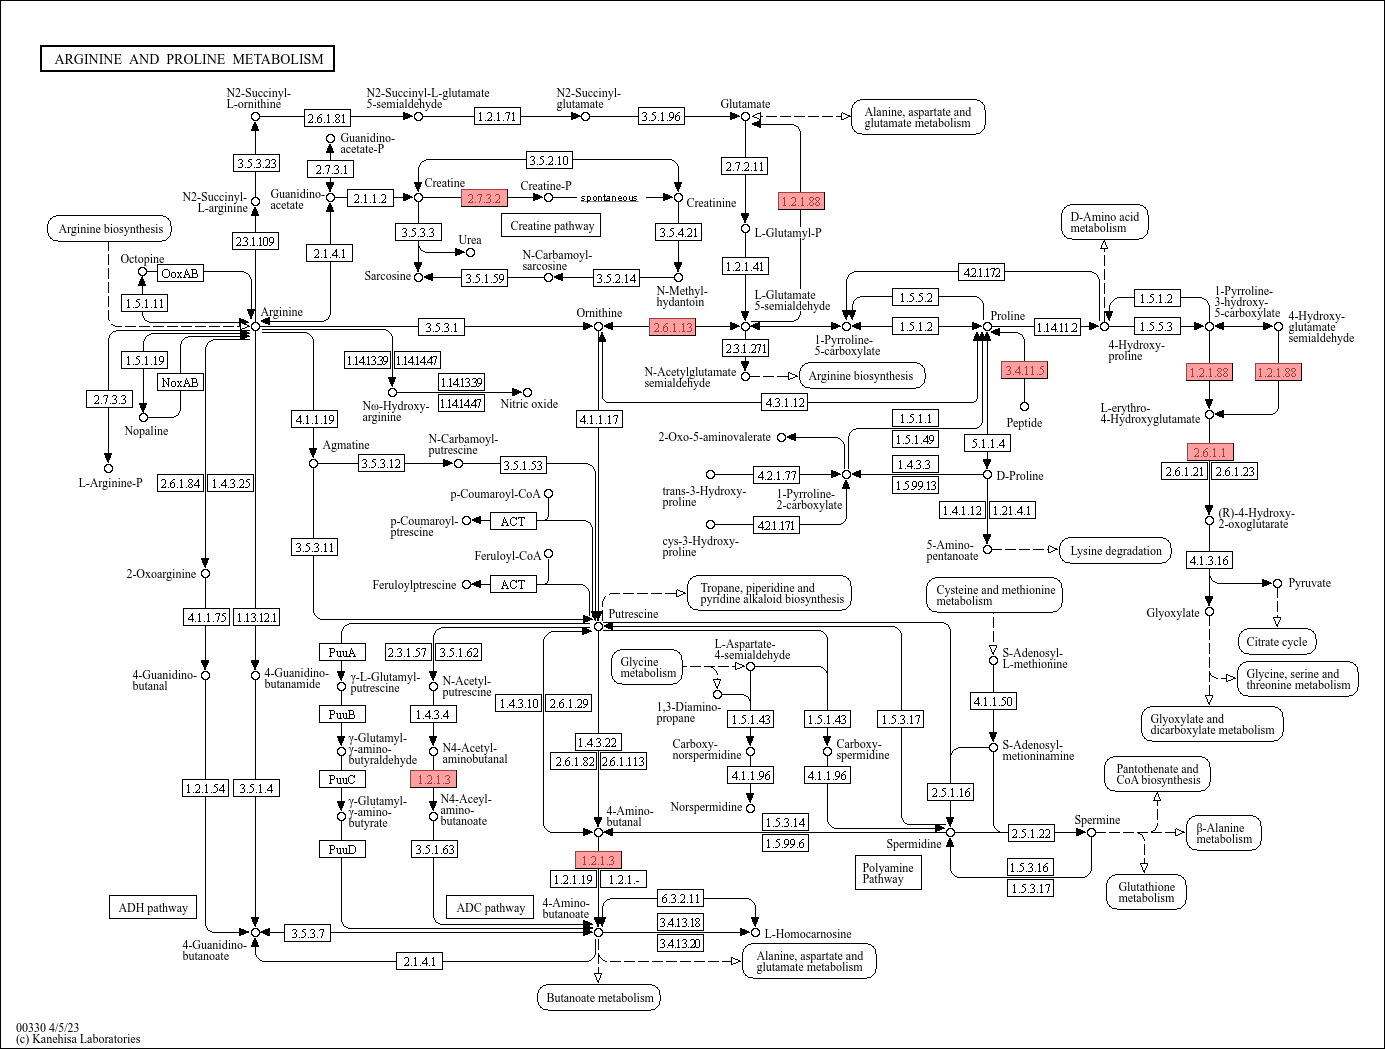 ARGININE AND PROLINE METABOLISM
N2-Succinyl-
L-ornithine
N2-Succinyl-L-glutamate
5-semialdehyde
N2-Succinyl-
glutamate
Glutamate
Alanine, aspartate and
glutamate metabolism
2.6.1.81
1.2.1.71
3.5.1.96
Guanidino-
acetate-P
3.5.3.23
2.7.3.1
3.5.2.10
2.7.2.11
N2-Succinyl-
L-arginine
Guanidino-
acetate
2.1.1.2
Creatine
2.7.3.2
Creatine-P
spontaneous
Creatinine
1.2.1.88
Arginine biosynthesis
2.3.1.109
2.1.4.1
3.5.3.3
Urea
Creatine pathway
3.5.4.21
L-Glutamyl-P
D-Amino acid
metabolism
Octopine
OoxAB
Sarcosine
3.5.1.59
N-Carbamoyl-
sarcosine
3.5.2.14
N-Methyl-
hydantoin
1.2.1.41
4.2.1.172
1.5.1.11
Arginine
3.5.3.1
Ornithine
2.6.1.13
L-Glutamate
5-semialdehyde
1.5.5.2
1.5.1.2
1-Pyrroline-
5-carboxylate
Proline
1.14.11.2
4-Hydroxy-
proline
1.5.1.2
1.5.5.3
1-Pyrroline-
3-hydroxy-
5-carboxylate
4-Hydroxy-
glutamate
semialdehyde
1.5.1.19
NoxAB
1.14.13.39
1.14.14.47
1.14.13.39
1.14.14.47
Nω-Hydroxy-
arginine
Nitric oxide
2.3.1.271
N-Acetylglutamate
semialdehyde
Arginine biosynthesis
3.4.11.5
Peptide
1.2.1.88
1.2.1.88
2.7.3.3
Nopaline
L-Arginine-P
4.1.1.19
4.1.1.17
4.3.1.12
L-erythro-
4-Hydroxyglutamate
Agmatine
3.5.3.12
N-Carbamoyl-
putrescine
3.5.1.53
2-Oxo-5-aminovalerate
1.5.1.1
1.5.1.49
5.1.1.4
2.6.1.1
2.6.1.21
2.6.1.23
2.6.1.84
1.4.3.25
trans-3-Hydroxy-
proline
4.2.1.77
1-Pyrroline-
2-carboxylate
1.4.3.3
1.5.99.13
D-Proline
p-Coumaroyl-CoA
p-Coumaroyl-
ptrescine
ACT
cys-3-Hydroxy-
proline
4.2.1.171
1.4.1.12
1.21.4.1
(R)-4-Hydroxy-
2-oxoglutarate
3.5.3.11
Feruloyl-CoA
Feruloylptrescine
ACT
5-Amino-
pentanoate
Lysine degradation
4.1.3.16
2-Oxoarginine
Pyruvate
Glyoxylate
Tropane, piperidine and
pyridine alkaloid biosynthesis
Cysteine and methionine
metabolism
4.1.1.75
1.13.12.1
Putrescine
Citrate cycle
PuuA
2.3.1.57
3.5.1.62
Glycine
metabolism
L-Aspartate-
4-semialdehyde
S-Adenosyl-
L-methionine
Glycine, serine and
threonine metabolism
4-Guanidino-
butanal
4-Guanidino-
butanamide
γ-L-Glutamyl-
putrescine
N-Acetyl-
putrescine
1.4.3.10
2.6.1.29
1,3-Diamino-
propane
4.1.1.50
Glyoxylate and
dicarboxylate metabolism
PuuB
1.4.3.4
1.5.1.43
1.5.1.43
1.5.3.17
γ-Glutamyl-
γ-amino-
butyraldehyde
N4-Acetyl-
aminobutanal
1.4.3.22
2.6.1.82
2.6.1.113
Carboxy-
norspermidine
Carboxy-
spermidine
S-Adenosyl-
metioninamine
1.2.1.54
3.5.1.4
PuuC
1.2.1.3
4.1.1.96
4.1.1.96
2.5.1.16
Pantothenate and
CoA biosynthesis
γ-Glutamyl-
γ-amino-
butyrate
N4-Aceyl-
amino-
butanoate
4-Amino-
butanal
Norspermidine
1.5.3.14
1.5.99.6
Spermidine
2.5.1.22
Spermine
β-Alanine
metabolism
PuuD
3.5.1.63
1.2.1.3
1.2.1.19
1.2.1.-
Polyamine
Pathway
1.5.3.16
1.5.3.17
Glutathione
metabolism
ADH pathway
ADC pathway
4-Amino-
butanoate
6.3.2.11
3.4.13.18
3.4.13.20
L-Homocarnosine
4-Guanidino-
butanoate
3.5.3.7
2.1.4.1
Alanine, aspartate and
glutamate metabolism
Butanoate metabolism
00330 4/5/23
(c) Kanehisa Laboratories